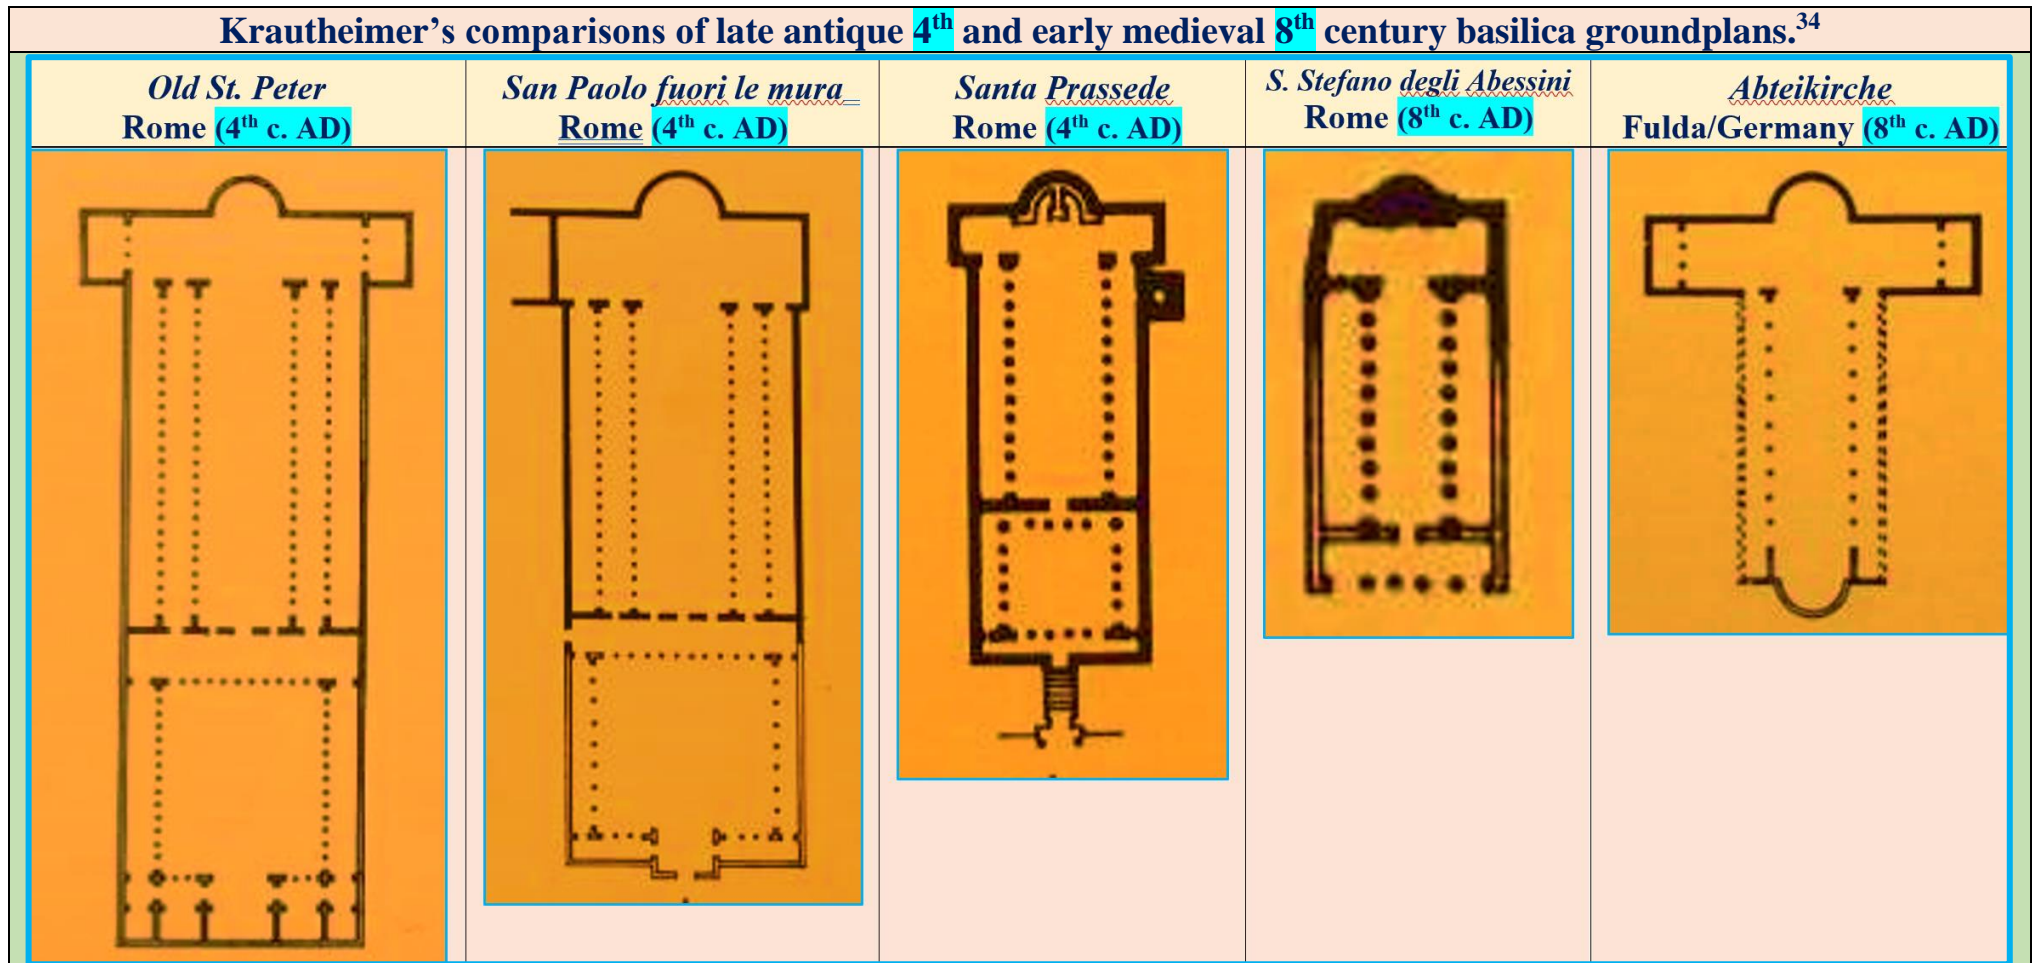 Krautheimer’s comparisons of late antique 4th and early medieval 8th century basilica groundplans.34
Old St. Peter
Rome (4th c. AD)
San Paolo fuori le mura
Rome (4th c. AD)
Santa Prassede
Rome (4th c. AD)
S. Stefano degli Abessini
Rome (8th c. AD)
Abteikirche
Fulda/Germany (8th c. AD)